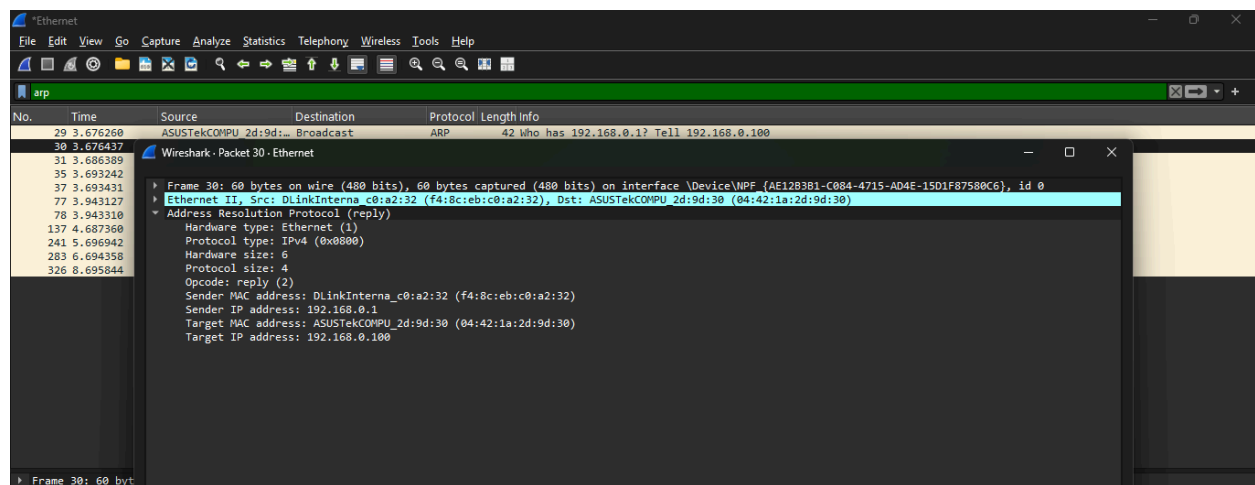 *Ethernet
File Edit View Go Capture Analyze Statistics Telephony Wireless Tools Help
arp
No. Time Source Destination Protocol Length Info
29 3.676260 ASUSTekCOMPU_2d:9d:… Broadcast ARP 42 Who has 192.168.0.1? Tell 192.168.0.100
30 3.676437
31 3.686389
35 3.693242
37 3.693431
77 3.943127
78 3.943310
137 4.687360
241 5.696942
283 6.694358
326 8.695844
Wireshark · Packet 30 · Ethernet
Frame 30: 60 bytes on wire (480 bits), 60 bytes captured (480 bits) on interface \Device\NPF_{AE12B3B1-C084-4715-AD4E-15D1F87580C6}, id 0
Ethernet II, Src: DLinkInterna_c0:a2:32 (f4:8c:eb:c0:a2:32), Dst: ASUSTekCOMPU_2d:9d:30 (04:42:1a:2d:9d:30)
Address Resolution Protocol (reply)
Hardware type: Ethernet (1)
Protocol type: IPv4 (0x0800)
Hardware size: 6
Protocol size: 4
Opcode: reply (2)
Sender MAC address: DLinkInterna_c0:a2:32 (f4:8c:eb:c0:a2:32)
Sender IP address: 192.168.0.1
Target MAC address: ASUSTekCOMPU_2d:9d:30 (04:42:1a:2d:9d:30)
Target IP address: 192.168.0.100
Frame 30: 60 byt